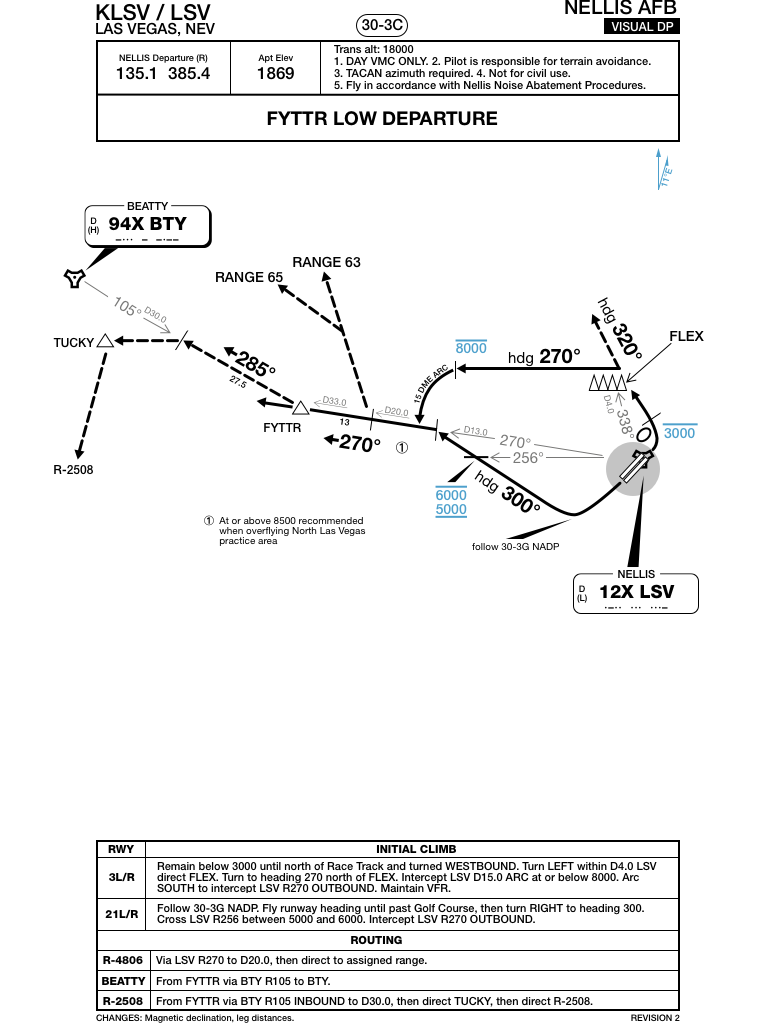 KLSV / LSV
LAS VEGAS, NEV
30-3C
NELLIS AFB
VISUAL DP
NELLIS Departure (R)
135.1 385.4
Apt Elev
1869
Trans alt: 18000
1. DAY VMC ONLY. 2. Pilot is responsible for terrain avoidance.
3. TACAN azimuth required. 4. Not for civil use.
5. Fly in accordance with Nellis Noise Abatement Procedures.
FYTTR LOW DEPARTURE
11°E
BEATTY
D
(H)
94X BTY
RANGE 63
RANGE 65
105°
D30.0
TUCKY
285°
27.5
8000
hdg 270°
hdg 320°
FLEX
15 DME ARC
D4.0
338°
3000
D33.0
D20.0
13
FYTTR
270° ①
D13.0
270°
256°
R-2508
6000
5000
hdg 300°
① At or above 8500 recommended
when overflying North Las Vegas
practice area
follow 30-3G NADP
NELLIS
D
(L)
12X LSV
RWY
INITIAL CLIMB
3L/R
Remain below 3000 until north of Race Track and turned WESTBOUND. Turn LEFT within D4.0 LSV
direct FLEX. Turn to heading 270 north of FLEX. Intercept LSV D15.0 ARC at or below 8000. Arc
SOUTH to intercept LSV R270 OUTBOUND. Maintain VFR.
21L/R
Follow 30-3G NADP. Fly runway heading until past Golf Course, then turn RIGHT to heading 300.
Cross LSV R256 between 5000 and 6000. Intercept LSV R270 OUTBOUND.
ROUTING
R-4806
Via LSV R270 to D20.0, then direct to assigned range.
BEATTY
From FYTTR via BTY R105 to BTY.
R-2508
From FYTTR via BTY R105 INBOUND to D30.0, then direct TUCKY, then direct R-2508.
CHANGES: Magnetic declination, leg distances.
REVISION 2